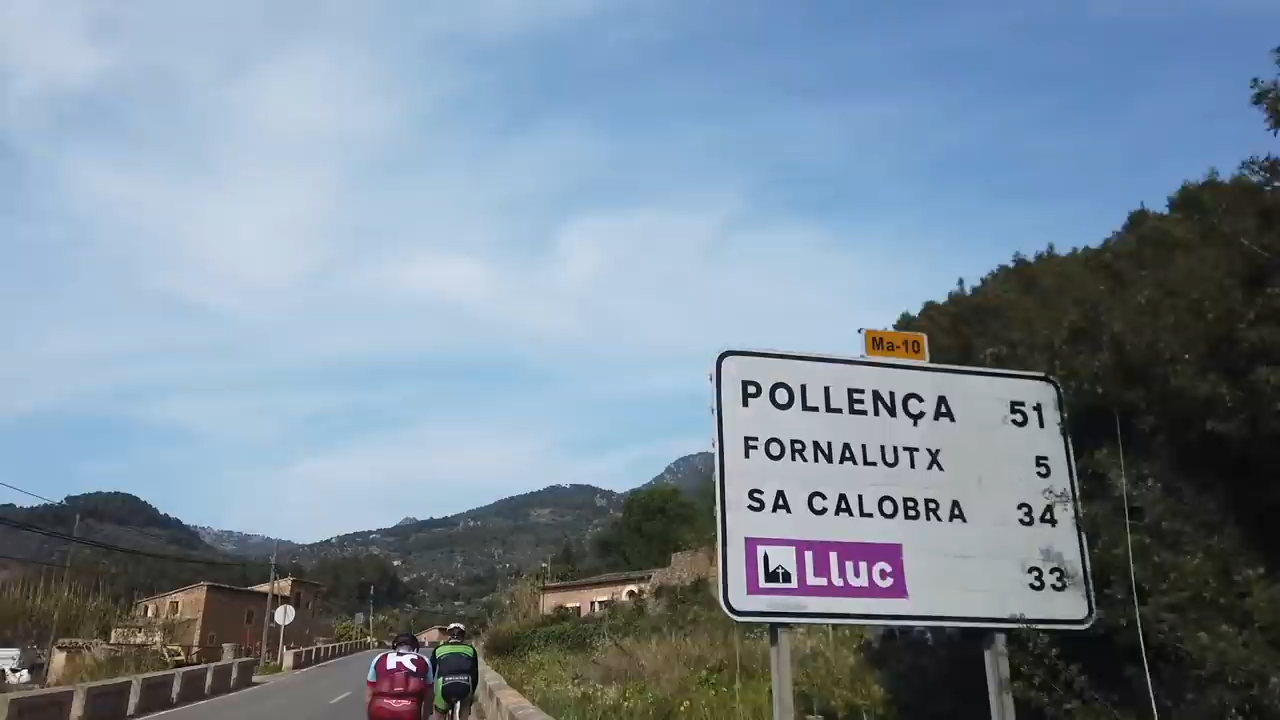 Ma-10
POLLENÇA 51
FORNALUTX 5
SA CALOBRA 34
Lluc 33
K